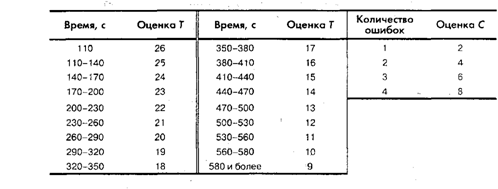 Время, с Оценка Т Время, с Оценка Т Количество ошибок Оценка С
110 26 350-380 17 1 2
110-140 25 380-410 16 2 4
140-170 24 410-440 15 3 6
170-200 23 440-470 14 4 8
200-230 22 470-500 13
230-260 21 500-530 12
260-290 20 530-560 11
290-320 19 560-580 10
320-350 18 580 и более 9